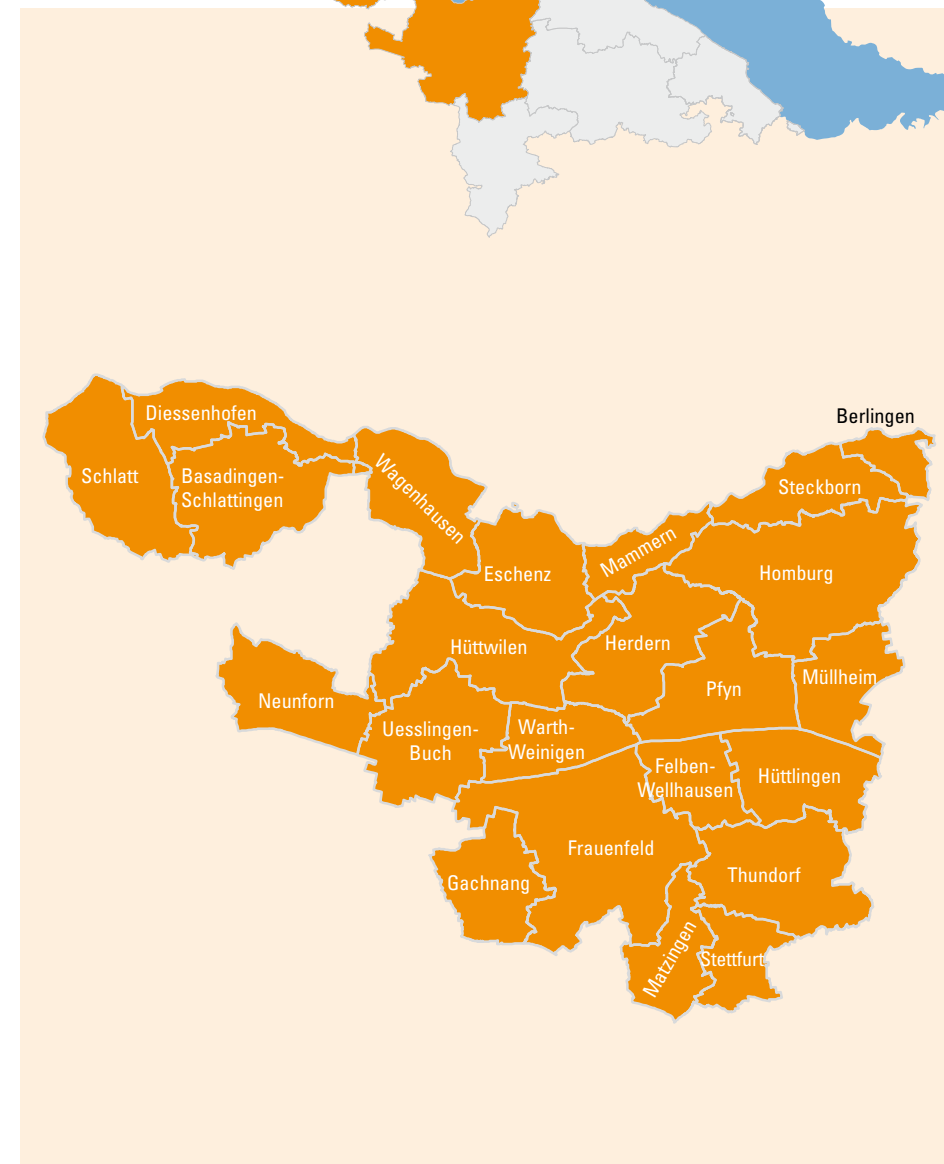 Berlingen
Diessenhofen
Schlatt
Basadingen-
Schlattingen
Wagenhausen
Steckborn
Mammern
Eschenz
Homburg
Hüttwilen
Herdern
Müllheim
Pfyn
Neunforn
Uesslingen-
Buch
Warth-
Weinigen
Felben-
Wellhausen
Hüttlingen
Frauenfeld
Gachnang
Thundorf
Matzingen
Stettfurt